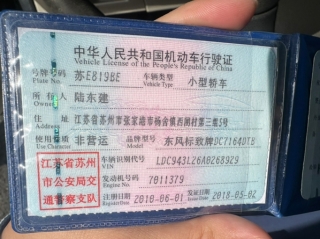 中华人民共和国机动车行驶证
Vehicle License of the People's Republic of China
号牌号码 苏E819BE 车辆类型 小型轿车
Plate No. Vehicle Type
所有人 陆东建
Owner
住址 江苏省苏州市张家港市杨舍镇西闸村第三组5号
Address
使用性质 非营运 品牌型号 东风标致牌DC7164DTB
Use Character Model
江苏省苏州市公安局交通警察支队
车辆识别代号 LDC943L26A0268929
VIN
发动机号码 7011379
Engine No.
注册日期 2010-06-01 发证日期 2018-05-02
Register Date Issue Date